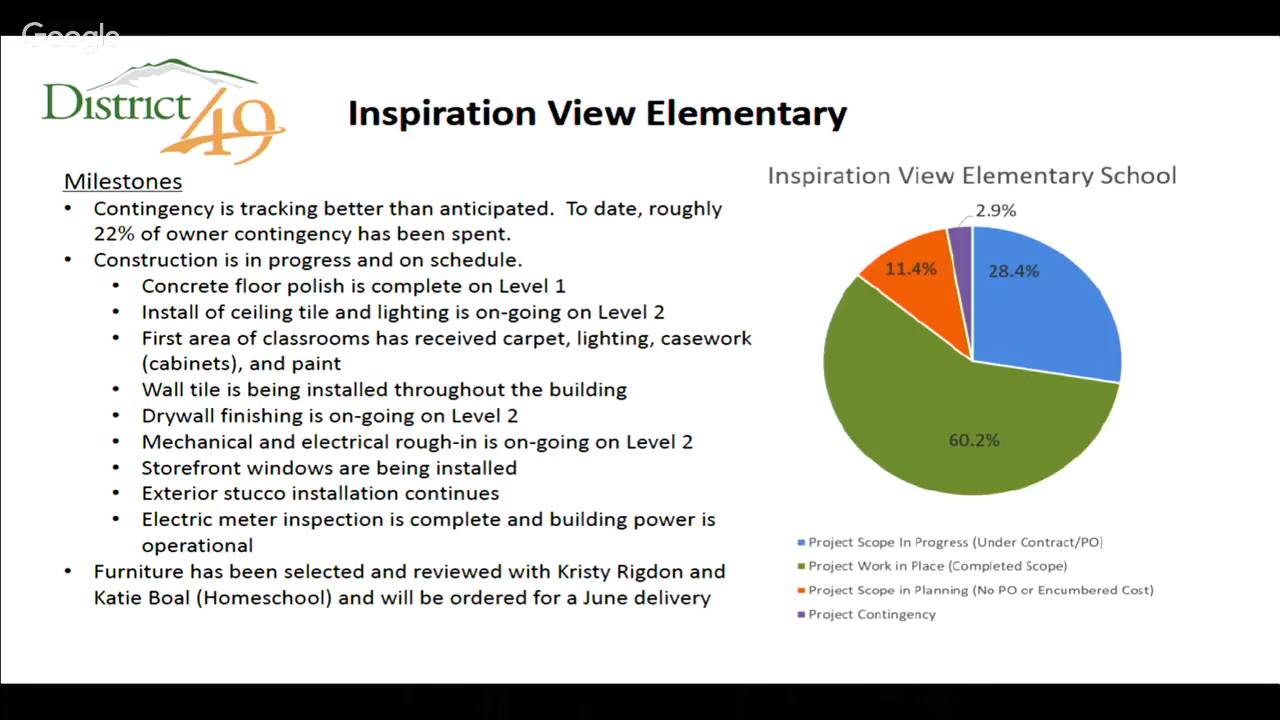 Google
District 49
Inspiration View Elementary
Milestones
• Contingency is tracking better than anticipated. To date, roughly
22% of owner contingency has been spent.
• Construction is in progress and on schedule.
• Concrete floor polish is complete on Level 1
• Install of ceiling tile and lighting is on-going on Level 2
• First area of classrooms has received carpet, lighting, casework
(cabinets), and paint
• Wall tile is being installed throughout the building
• Drywall finishing is on-going on Level 2
• Mechanical and electrical rough-in is on-going on Level 2
• Storefront windows are being installed
• Exterior stucco installation continues
• Electric meter inspection is complete and building power is
operational
• Furniture has been selected and reviewed with Kristy Rigdon and
Katie Boal (Homeschool) and will be ordered for a June delivery
Inspiration View Elementary School
2.9%
11.4%
28.4%
60.2%
Project Scope In Progress (Under Contract/PO)
Project Work in Place (Completed Scope)
Project Scope in Planning (No PO or Encumbered Cost)
Project Contingency